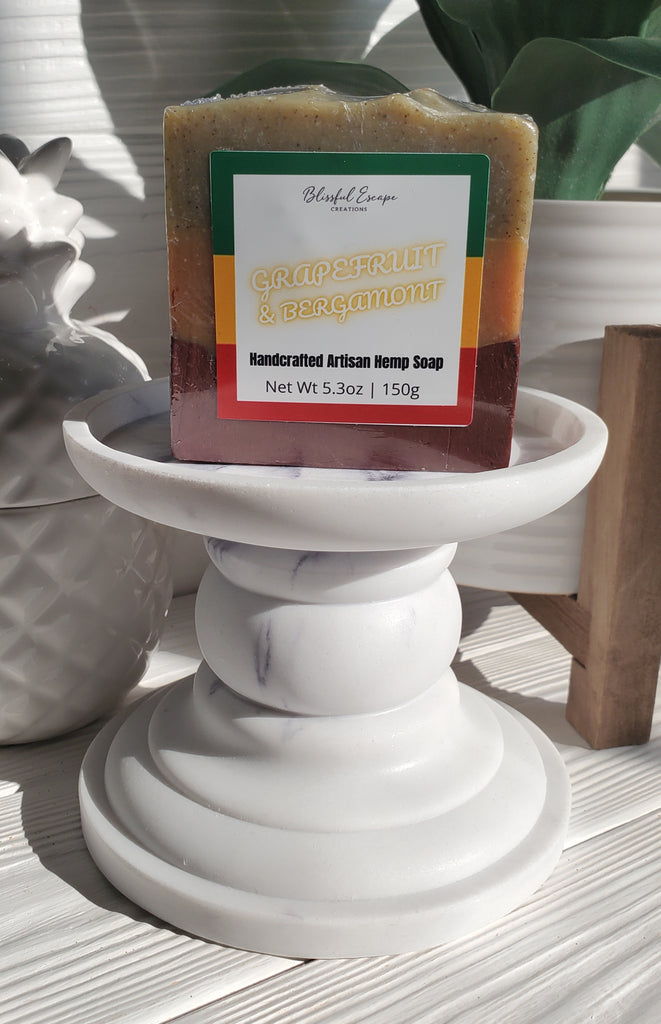 Blissful Escape
CREATIONS
GRAPEFRUIT
& BERGAMONT
Handcrafted Artisan Hemp Soap
Net Wt 5.3oz | 150g